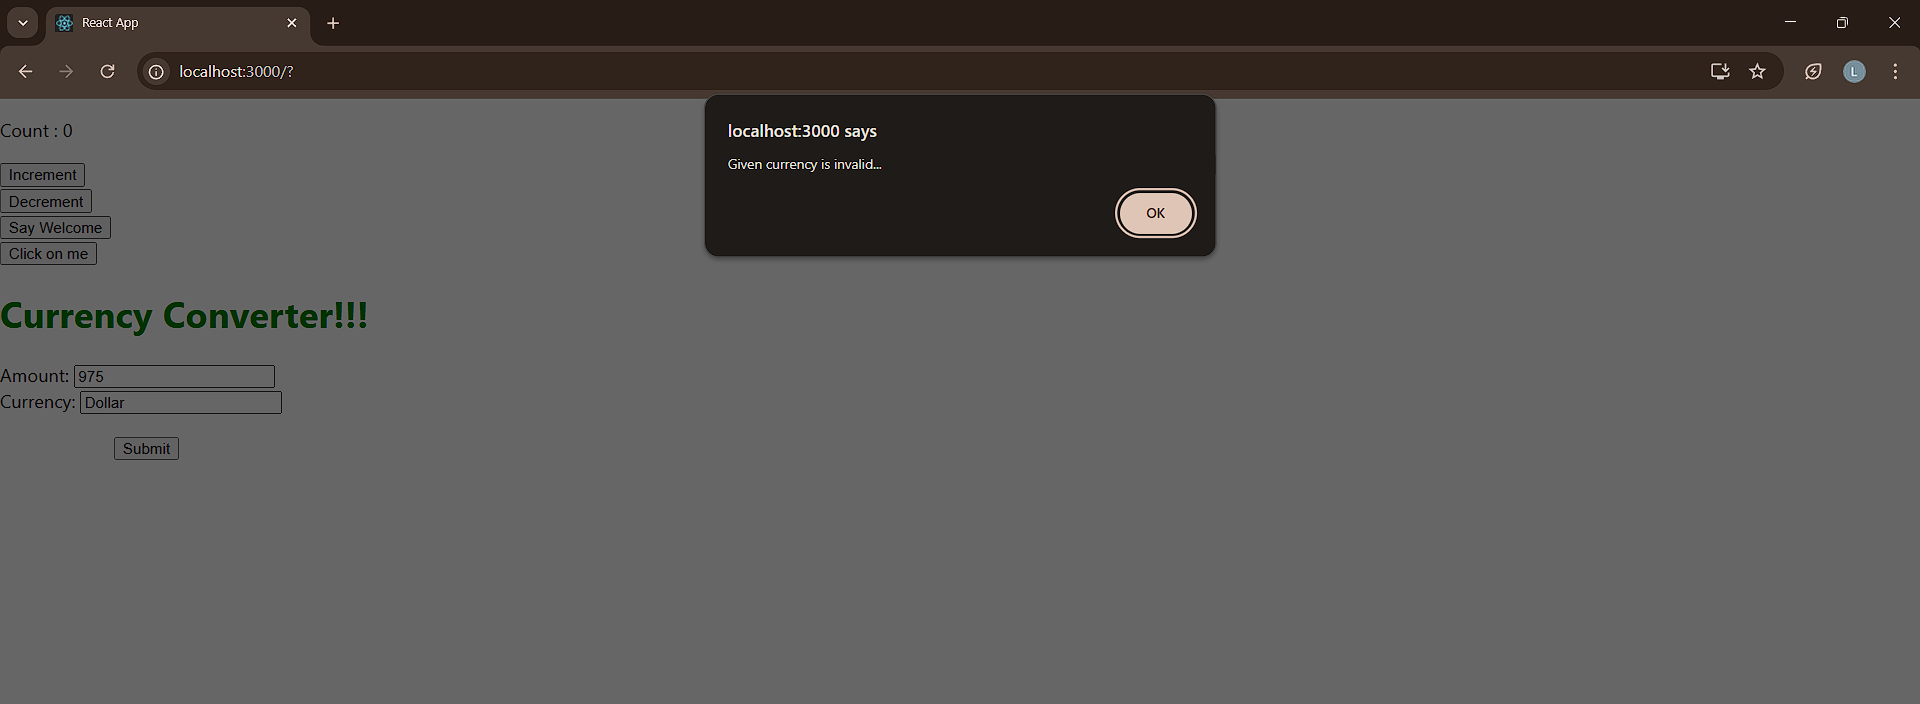 React App
localhost:3000/?
L
localhost:3000 says
Given currency is invalid...
OK
Count : 0
Increment
Decrement
Say Welcome
Click on me
Currency Converter!!!
Amount: 975
Currency: Dollar
Submit